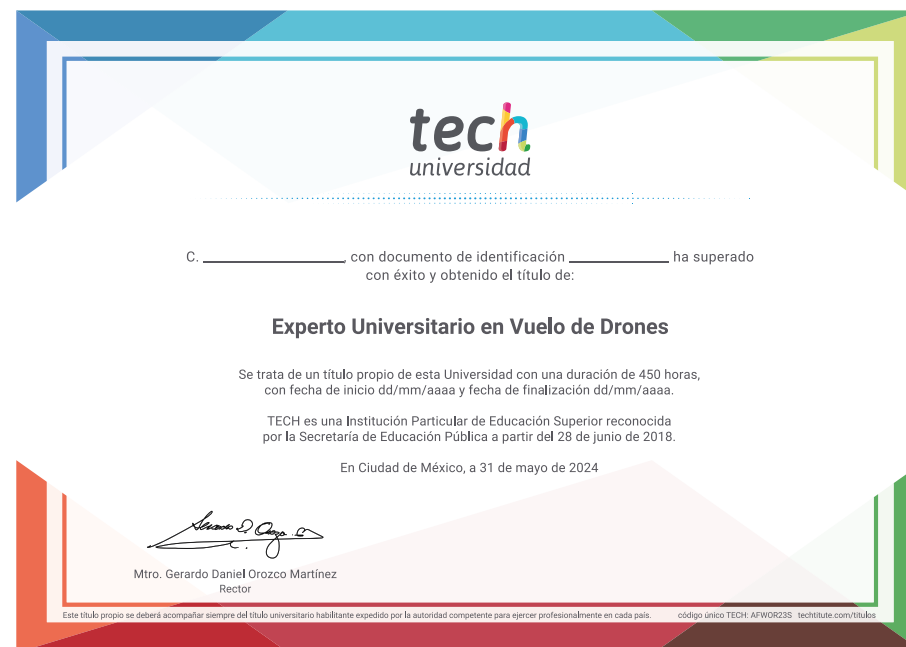 tech
universidad
C. ____________, con documento de identificación ____________ ha superado
con éxito y obtenido el título de:
Experto Universitario en Vuelo de Drones
Se trata de un título propio de esta Universidad con una duración de 450 horas,
con fecha de inicio dd/mm/aaaa y fecha de finalización dd/mm/aaaa.
TECH es una Institución Particular de Educación Superior reconocida
por la Secretaría de Educación Pública a partir del 28 de junio de 2018.
En Ciudad de México, a 31 de mayo de 2024
Mtro. Gerardo Daniel Orozco Martínez
Rector
Este título propio se deberá acompañar siempre del título universitario habilitante expedido por la autoridad competente para ejercer profesionalmente en cada país. código único TECH: AFWOR23S techtitute.com/titulos